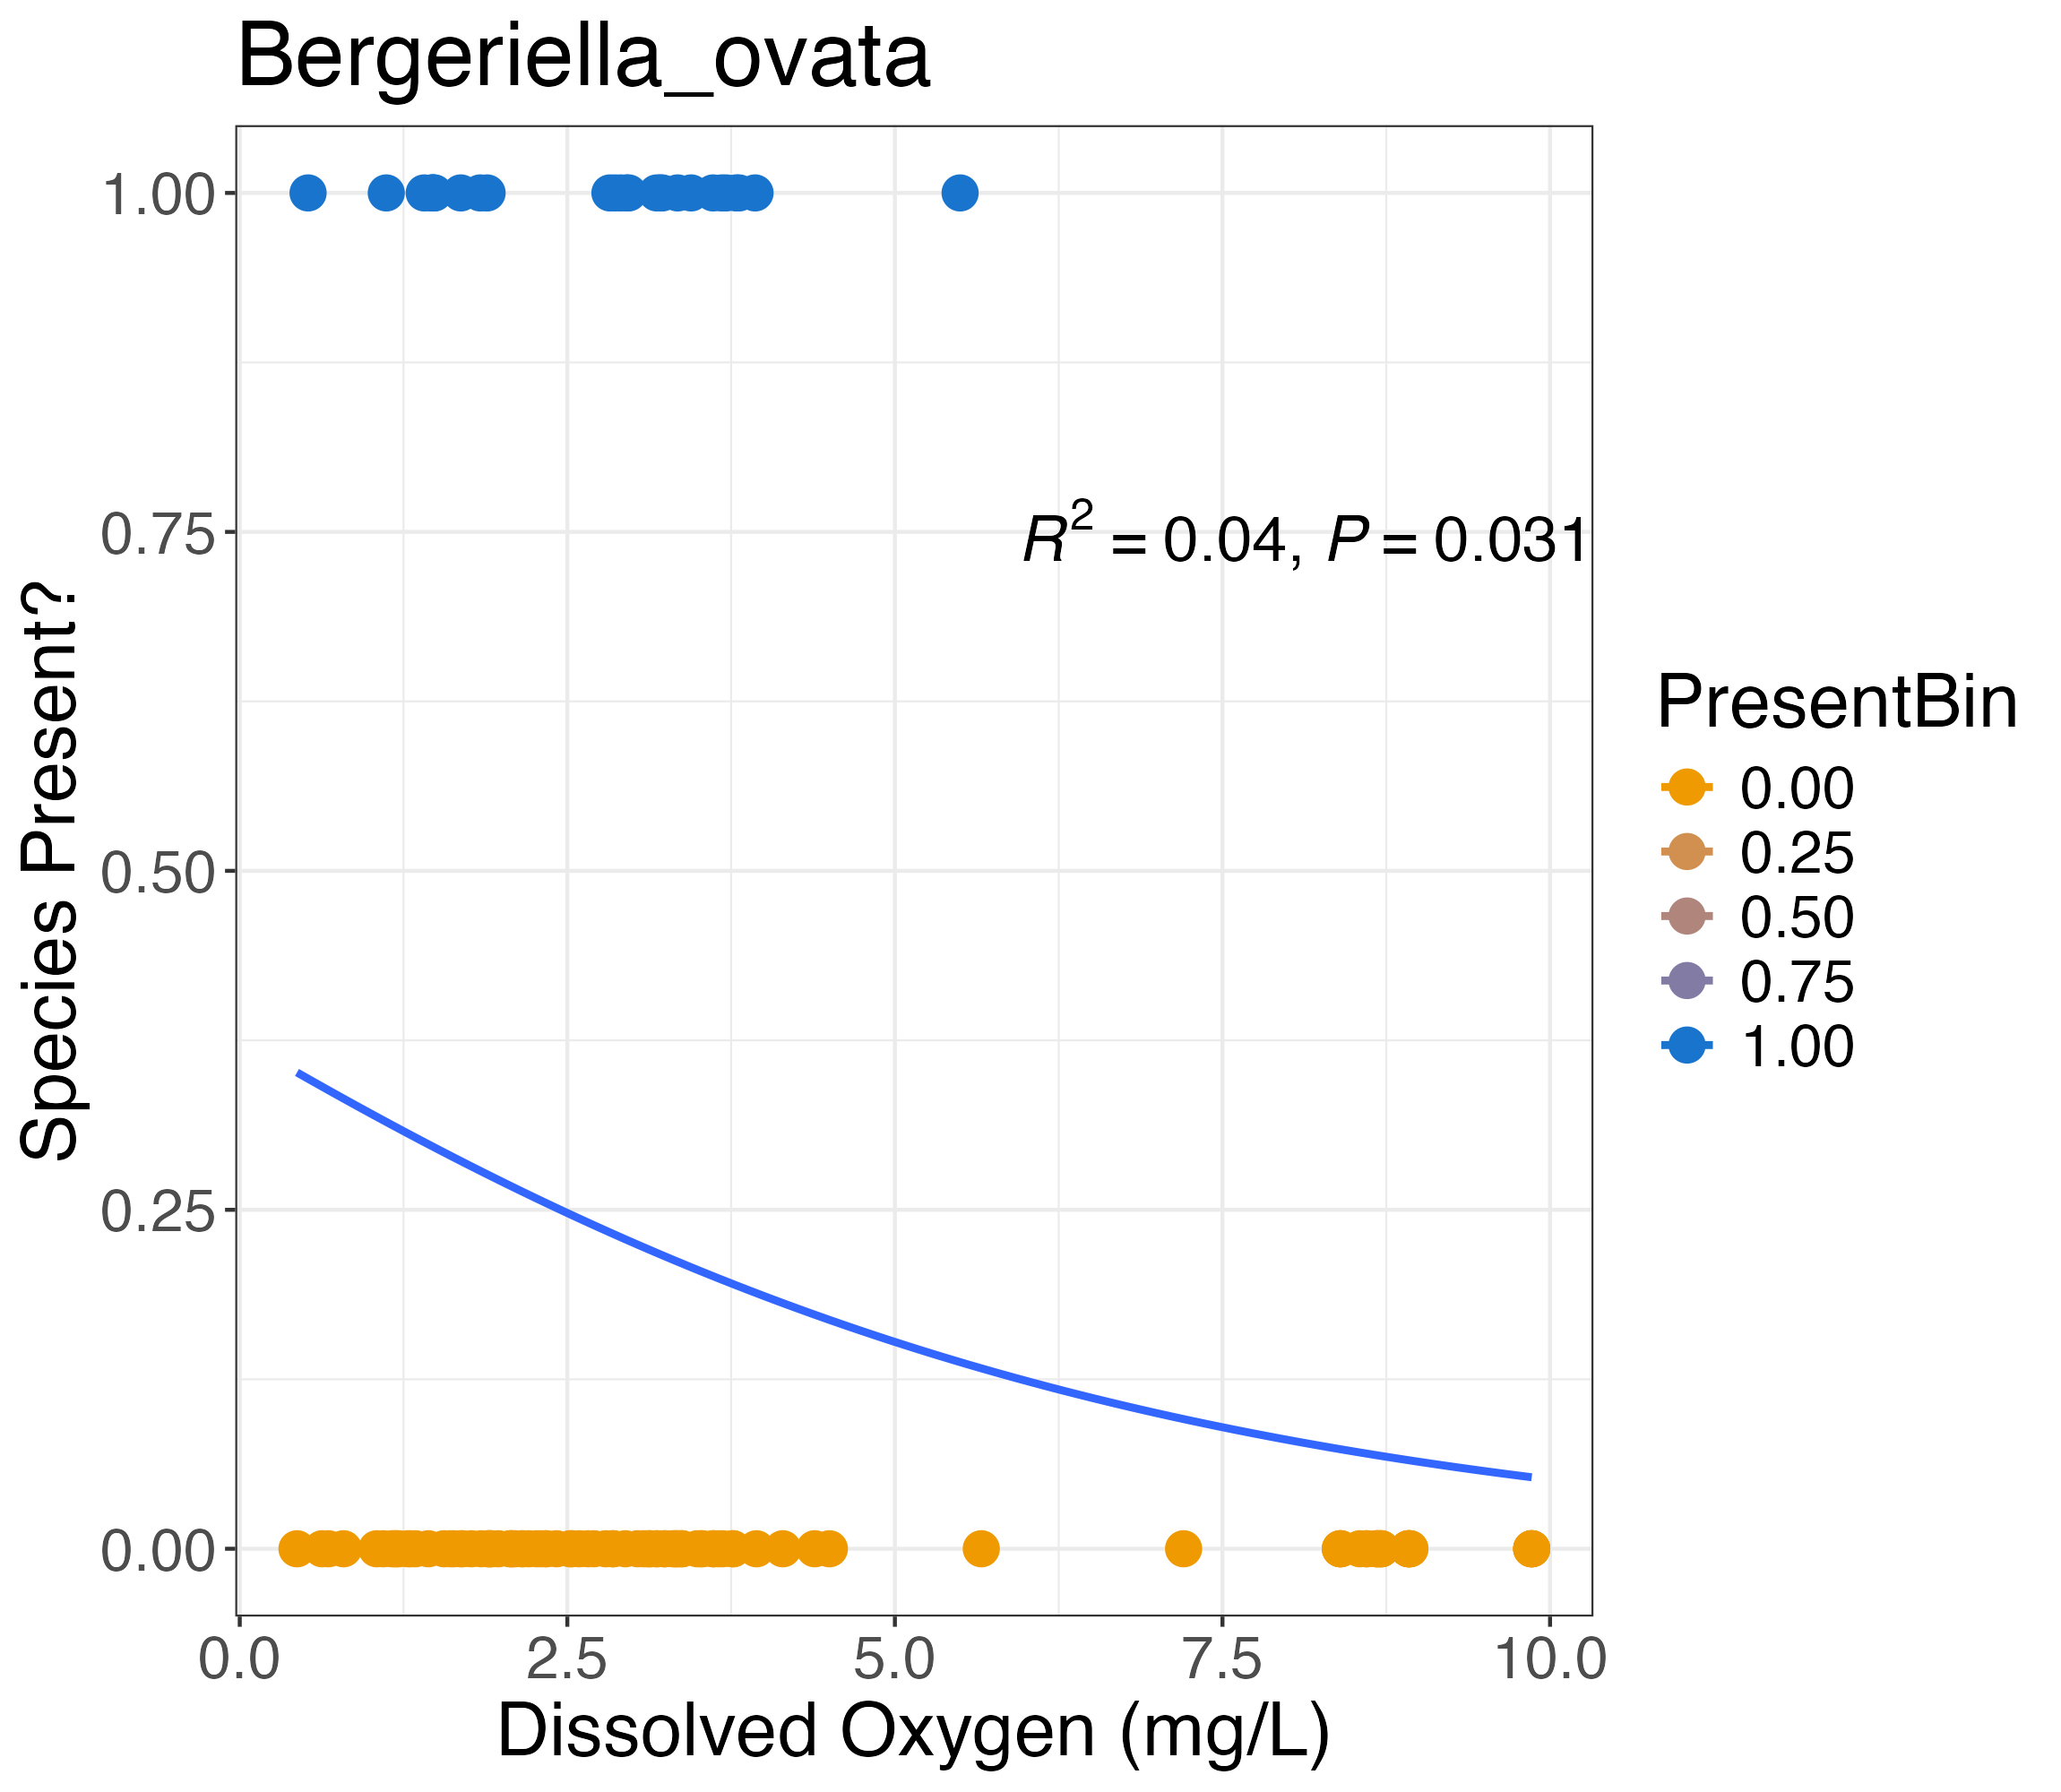 Bergeriella_ovata
Species Present?
1.00
0.75
0.50
0.25
0.00
R² = 0.04, P = 0.031
0.0 2.5 5.0 7.5 10.0
Dissolved Oxygen (mg/L)
PresentBin
0.00
0.25
0.50
0.75
1.00